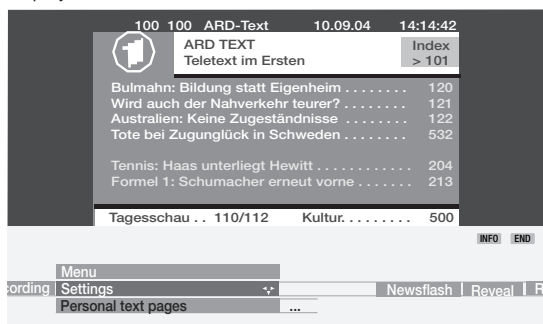 100 100 ARD-Text 10.09.04 14:14:42
ARD TEXT Index
Teletext im Ersten > 101
Bulmahn: Bildung statt Eigenheim . . . . . . . 120
Wird auch der Nahverkehr teurer? . . . . . . . . 121
Australien: Keine Zugeständnisse . . . . . . . . 122
Tote bei Zugunglück in Schweden . . . . . . . . 532
Tennis: Haas unterliegt Hewitt . . . . . . . . . . . . 204
Formel 1: Schumacher erneut vorne . . . . . . . 213
Tagesschau . . 110/112 Kultur. . . . . . . . . 500
INFO END
Menu
cording Settings Newsflash Reveal R
Personal text pages ...